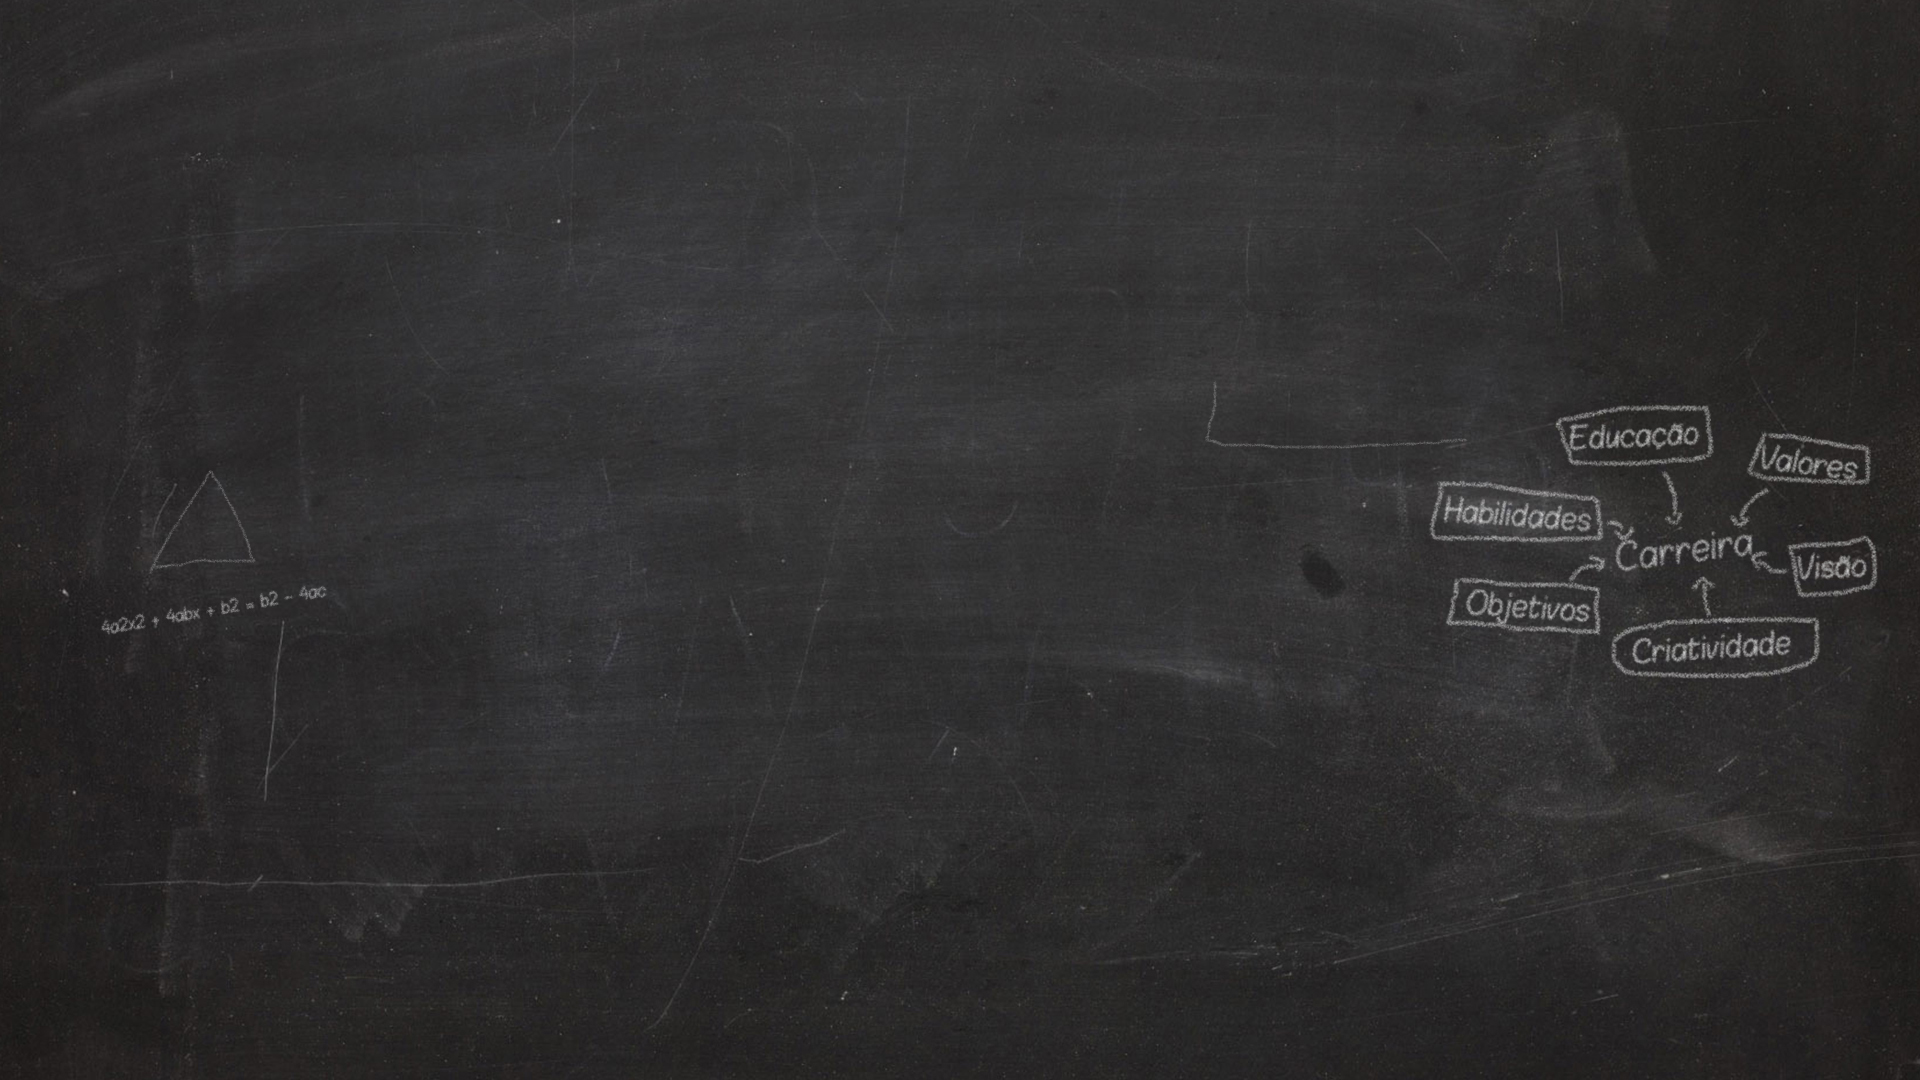 Educação
Valores
Habilidades
Carreira
Visão
Objetivos
Criatividade
4a2x2 + 4abx + b2 = b2 - 4ac